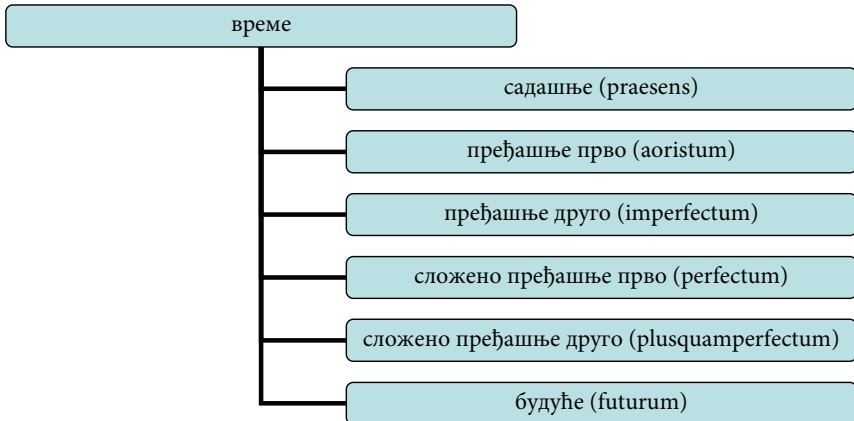 време
садашње (praesens)
пређашње прво (aoristum)
пређашње друго (imperfectum)
сложено пређашње прво (perfectum)
сложено пређашње друго (plusquamperfectum)
будуће (futurum)